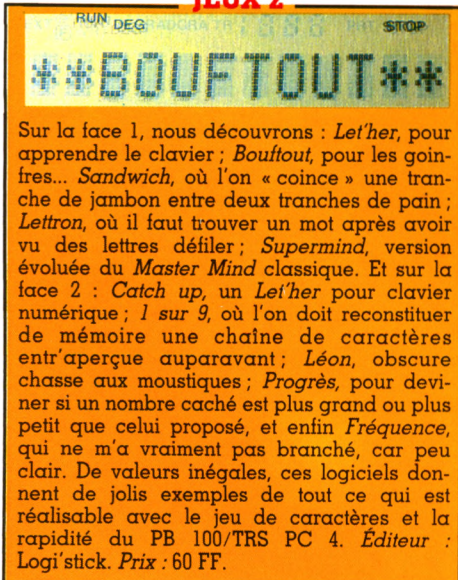 JEUX 2
RUN DEG STOP
**BOUFTOUT**
Sur la face 1, nous découvrons : Let'her, pour
apprendre le clavier ; Bouftout, pour les goin-
fres... Sandwich, où l'on « coince » une tran-
che de jambon entre deux tranches de pain ;
Lettron, où il faut trouver un mot après avoir
vu des lettres défiler ; Supermind, version
évoluée du Master Mind classique. Et sur la
face 2 : Catch up, un Let'her pour clavier
numérique ; 1 sur 9, où l'on doit reconstituer
de mémoire une chaîne de caractères
entr'aperçue auparavant ; Léon, obscure
chasse aux moustiques ; Progrès, pour devi-
ner si un nombre caché est plus grand ou plus
petit que celui proposé, et enfin Fréquence,
qui ne m'a vraiment pas branché, car peu
clair. De valeurs inégales, ces logiciels don-
nent de jolis exemples de tout ce qui est
réalisable avec le jeu de caractères et la
rapidité du PB 100/TRS PC 4. Éditeur :
Logi'stick. Prix : 60 FF.